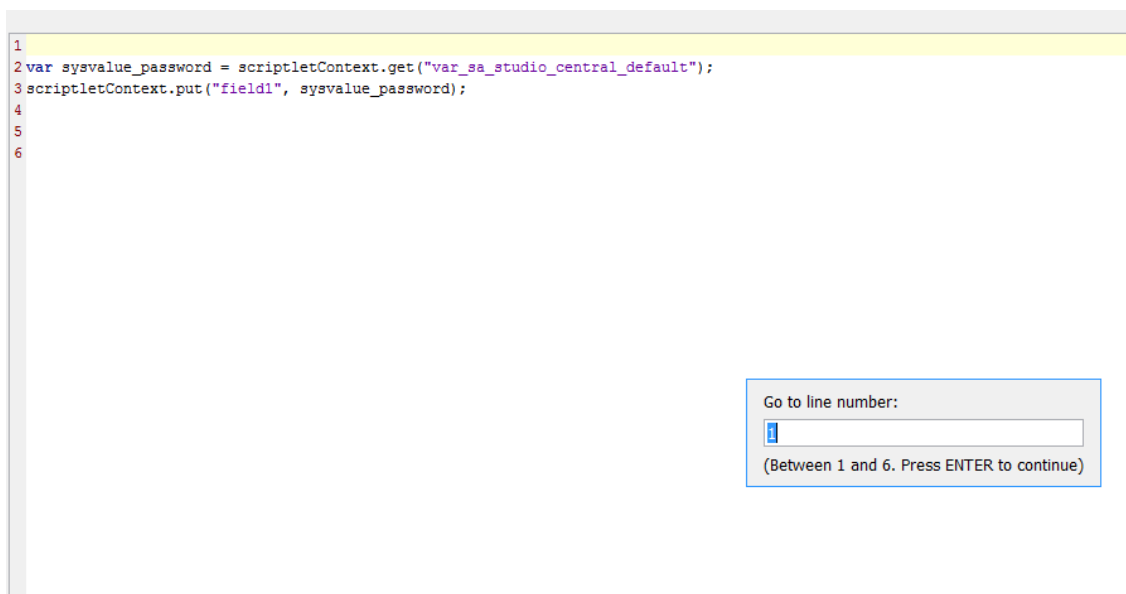 1
2 var sysvalue_password = scriptletContext.get("var_sa_studio_central_default");
3 scriptletContext.put("field1", sysvalue_password);
4
5
6
Go to line number:
1
(Between 1 and 6. Press ENTER to continue)